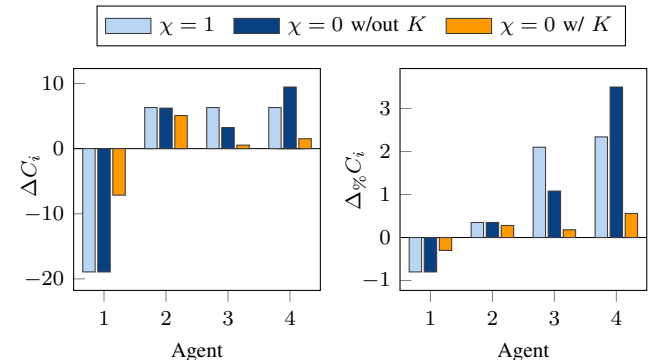 χ = 1 χ = 0 w/out K χ = 0 w/ K
10
0
−10
−20
ΔC_i
1 2 3 4
Agent
3
2
1
0
−1
Δ_%C_i
1 2 3 4
Agent